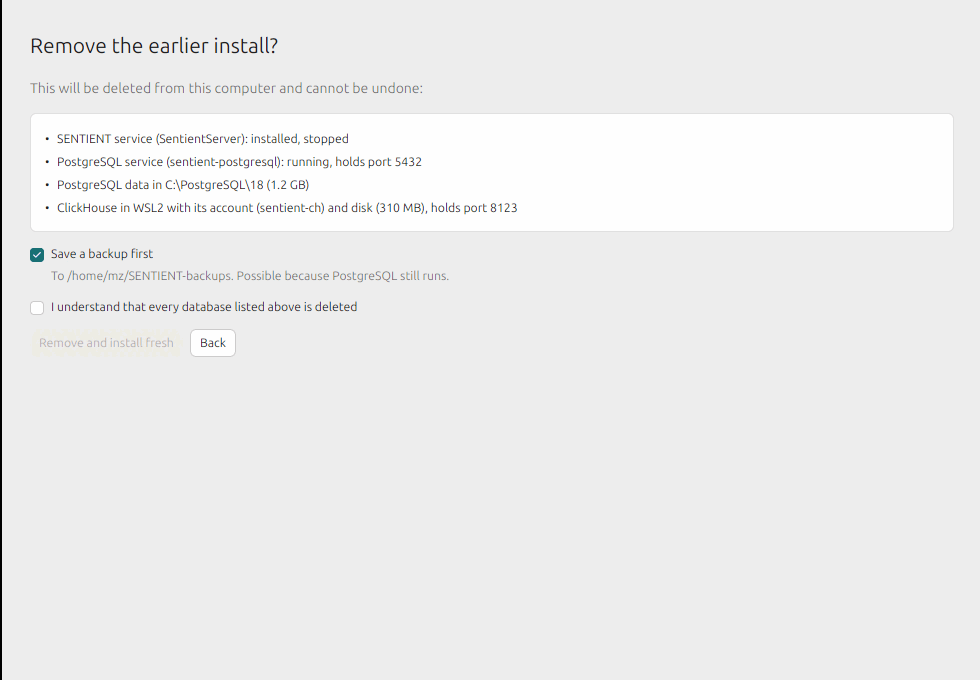 Remove the earlier install?
This will be deleted from this computer and cannot be undone:
• SENTIENT service (SentientServer): installed, stopped
• PostgreSQL service (sentient-postgresql): running, holds port 5432
• PostgreSQL data in C:\PostgreSQL\18 (1.2 GB)
• ClickHouse in WSL2 with its account (sentient-ch) and disk (310 MB), holds port 8123
Save a backup first
To /home/mz/SENTIENT-backups. Possible because PostgreSQL still runs.
I understand that every database listed above is deleted
Remove and install fresh Back